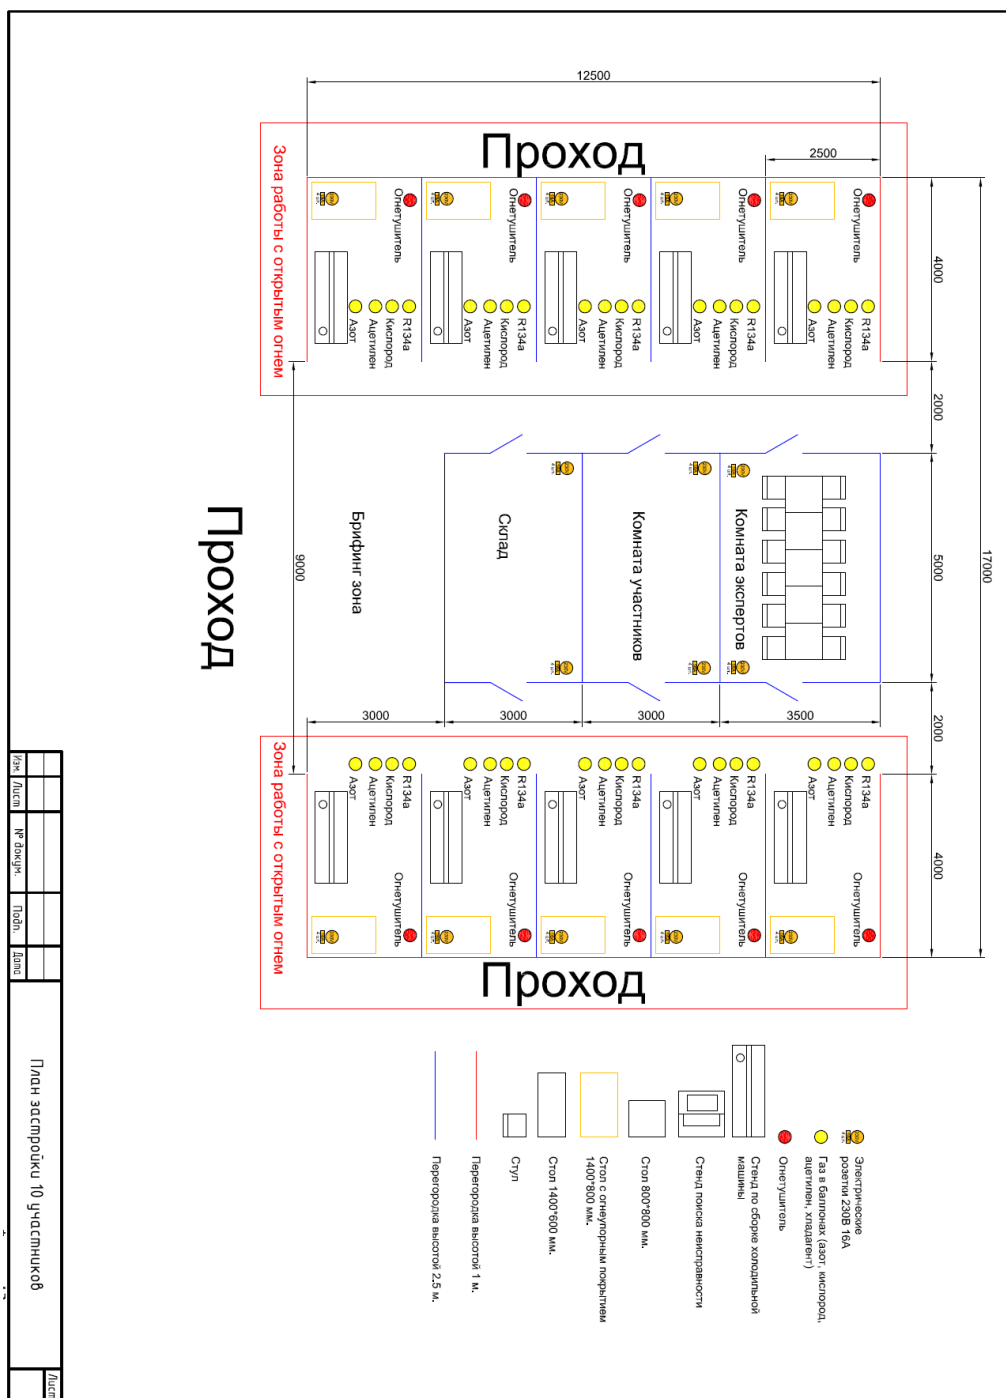 12500
Проход
2500
Зона работы с открытым огнем
Огнетушитель
Огнетушитель
Огнетушитель
Огнетушитель
Огнетушитель
4000
R134a
Кислород
Ацетилен
Азот
R134a
Кислород
Ацетилен
Азот
R134a
Кислород
Ацетилен
Азот
R134a
Кислород
Ацетилен
Азот
R134a
Кислород
Ацетилен
Азот
2000
17000
5000
Комната экспертов
Комната участников
Склад
Брифинг зона
9000
Проход
2000
3000
3000
3000
3500
Зона работы с открытым огнем
R134a
Кислород
Ацетилен
Азот
R134a
Кислород
Ацетилен
Азот
R134a
Кислород
Ацетилен
Азот
R134a
Кислород
Ацетилен
Азот
R134a
Кислород
Ацетилен
Азот
4000
Огнетушитель
Огнетушитель
Огнетушитель
Огнетушитель
Огнетушитель
Проход
Электрические
розетки 230В 16А
Газ в баллонах (азот, кислород,
ацетилен, хладагент)
Огнетушитель
Стенд по сборке холодильной
машины
Стенд поиска неисправности
Стол 800*800 мм.
Стол с огнеупорным покрытием
1400*800 мм.
Стол 1400*600 мм.
Стул
Перегородка высотой 1 м.
Перегородка высотой 2.5 м.
Изм.
Лист
№ докум.
Подп.
Дата
План застройки 10 участников
Лист